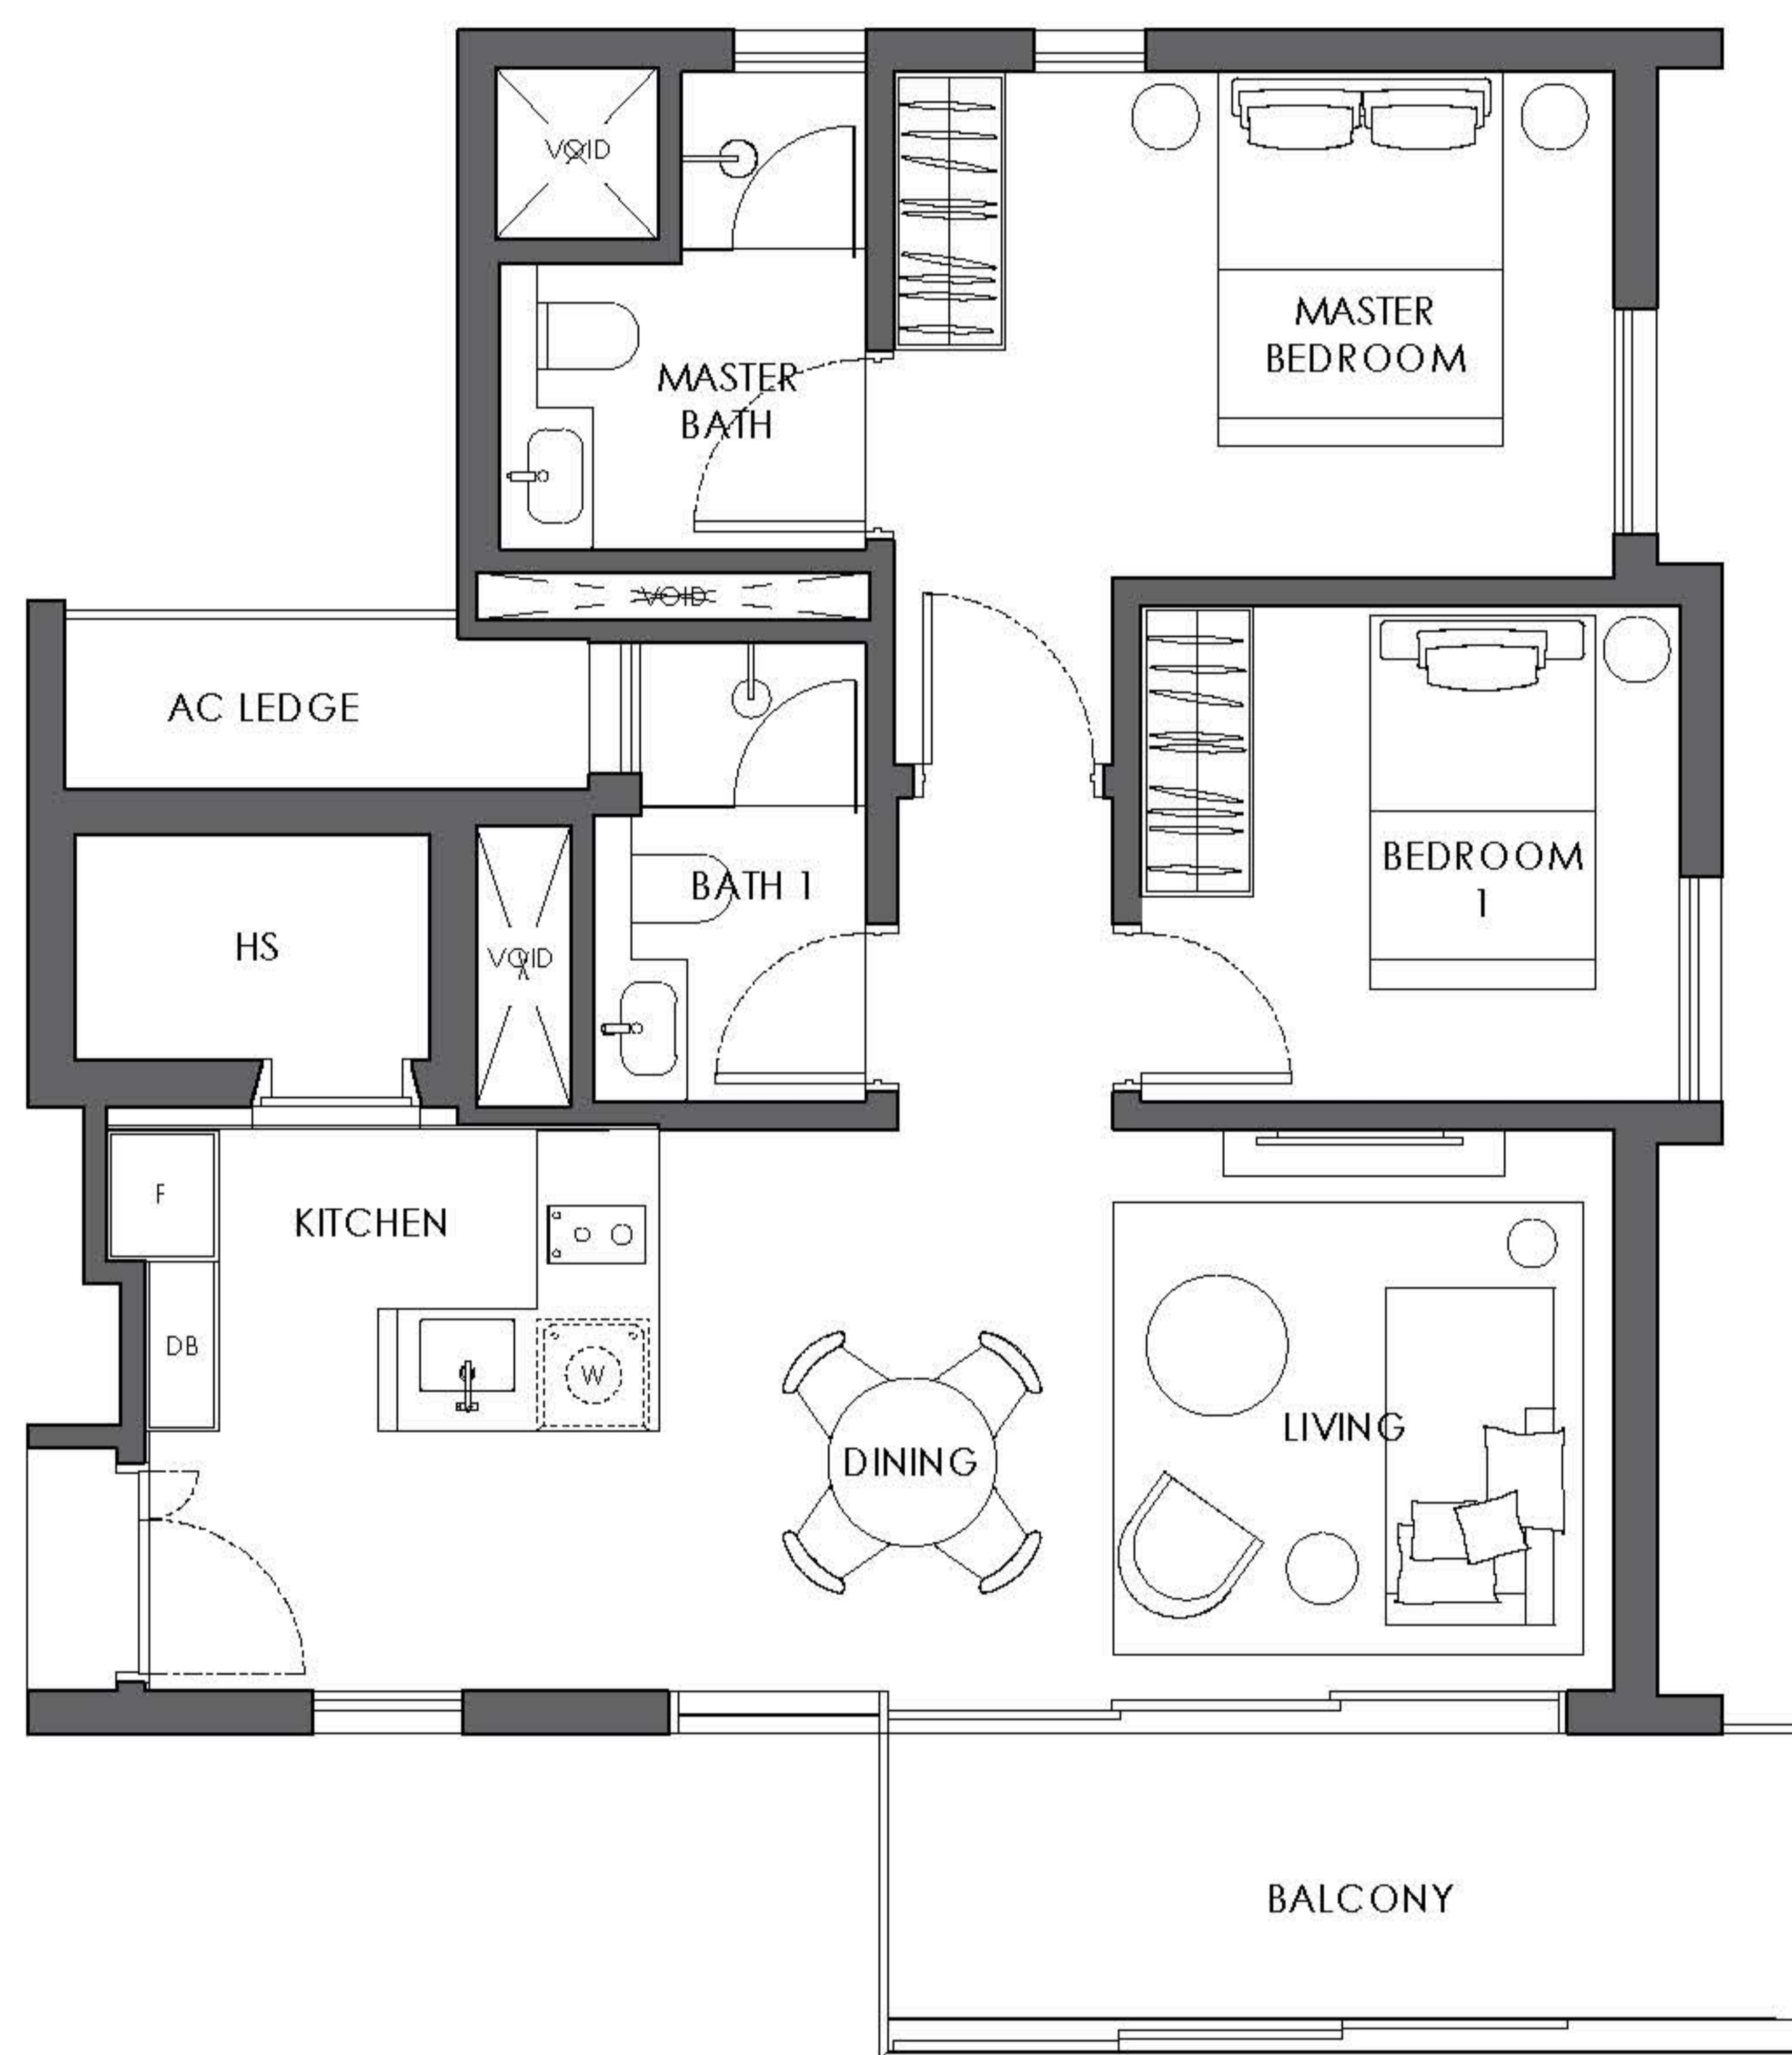 VOID
MASTER
BEDROOM
MASTER
BATH
VOID
AC LEDGE
BEDROOM
1
BATH 1
HS
VOID
F
KITCHEN
DB
W
DINING
LIVING
BALCONY